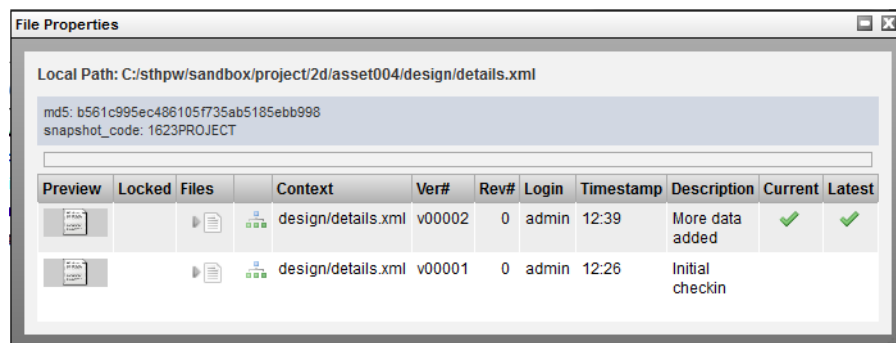 File Properties
Local Path: C:/sthpw/sandbox/project/2d/asset004/design/details.xml
md5: b561c995ec486105f735ab5185ebb998
snapshot_code: 1623PROJECT
Preview Locked Files Context Ver# Rev# Login Timestamp Description Current Latest
design/details.xml v00002 0 admin 12:39 More data
added
design/details.xml v00001 0 admin 12:26 Initial
checkin